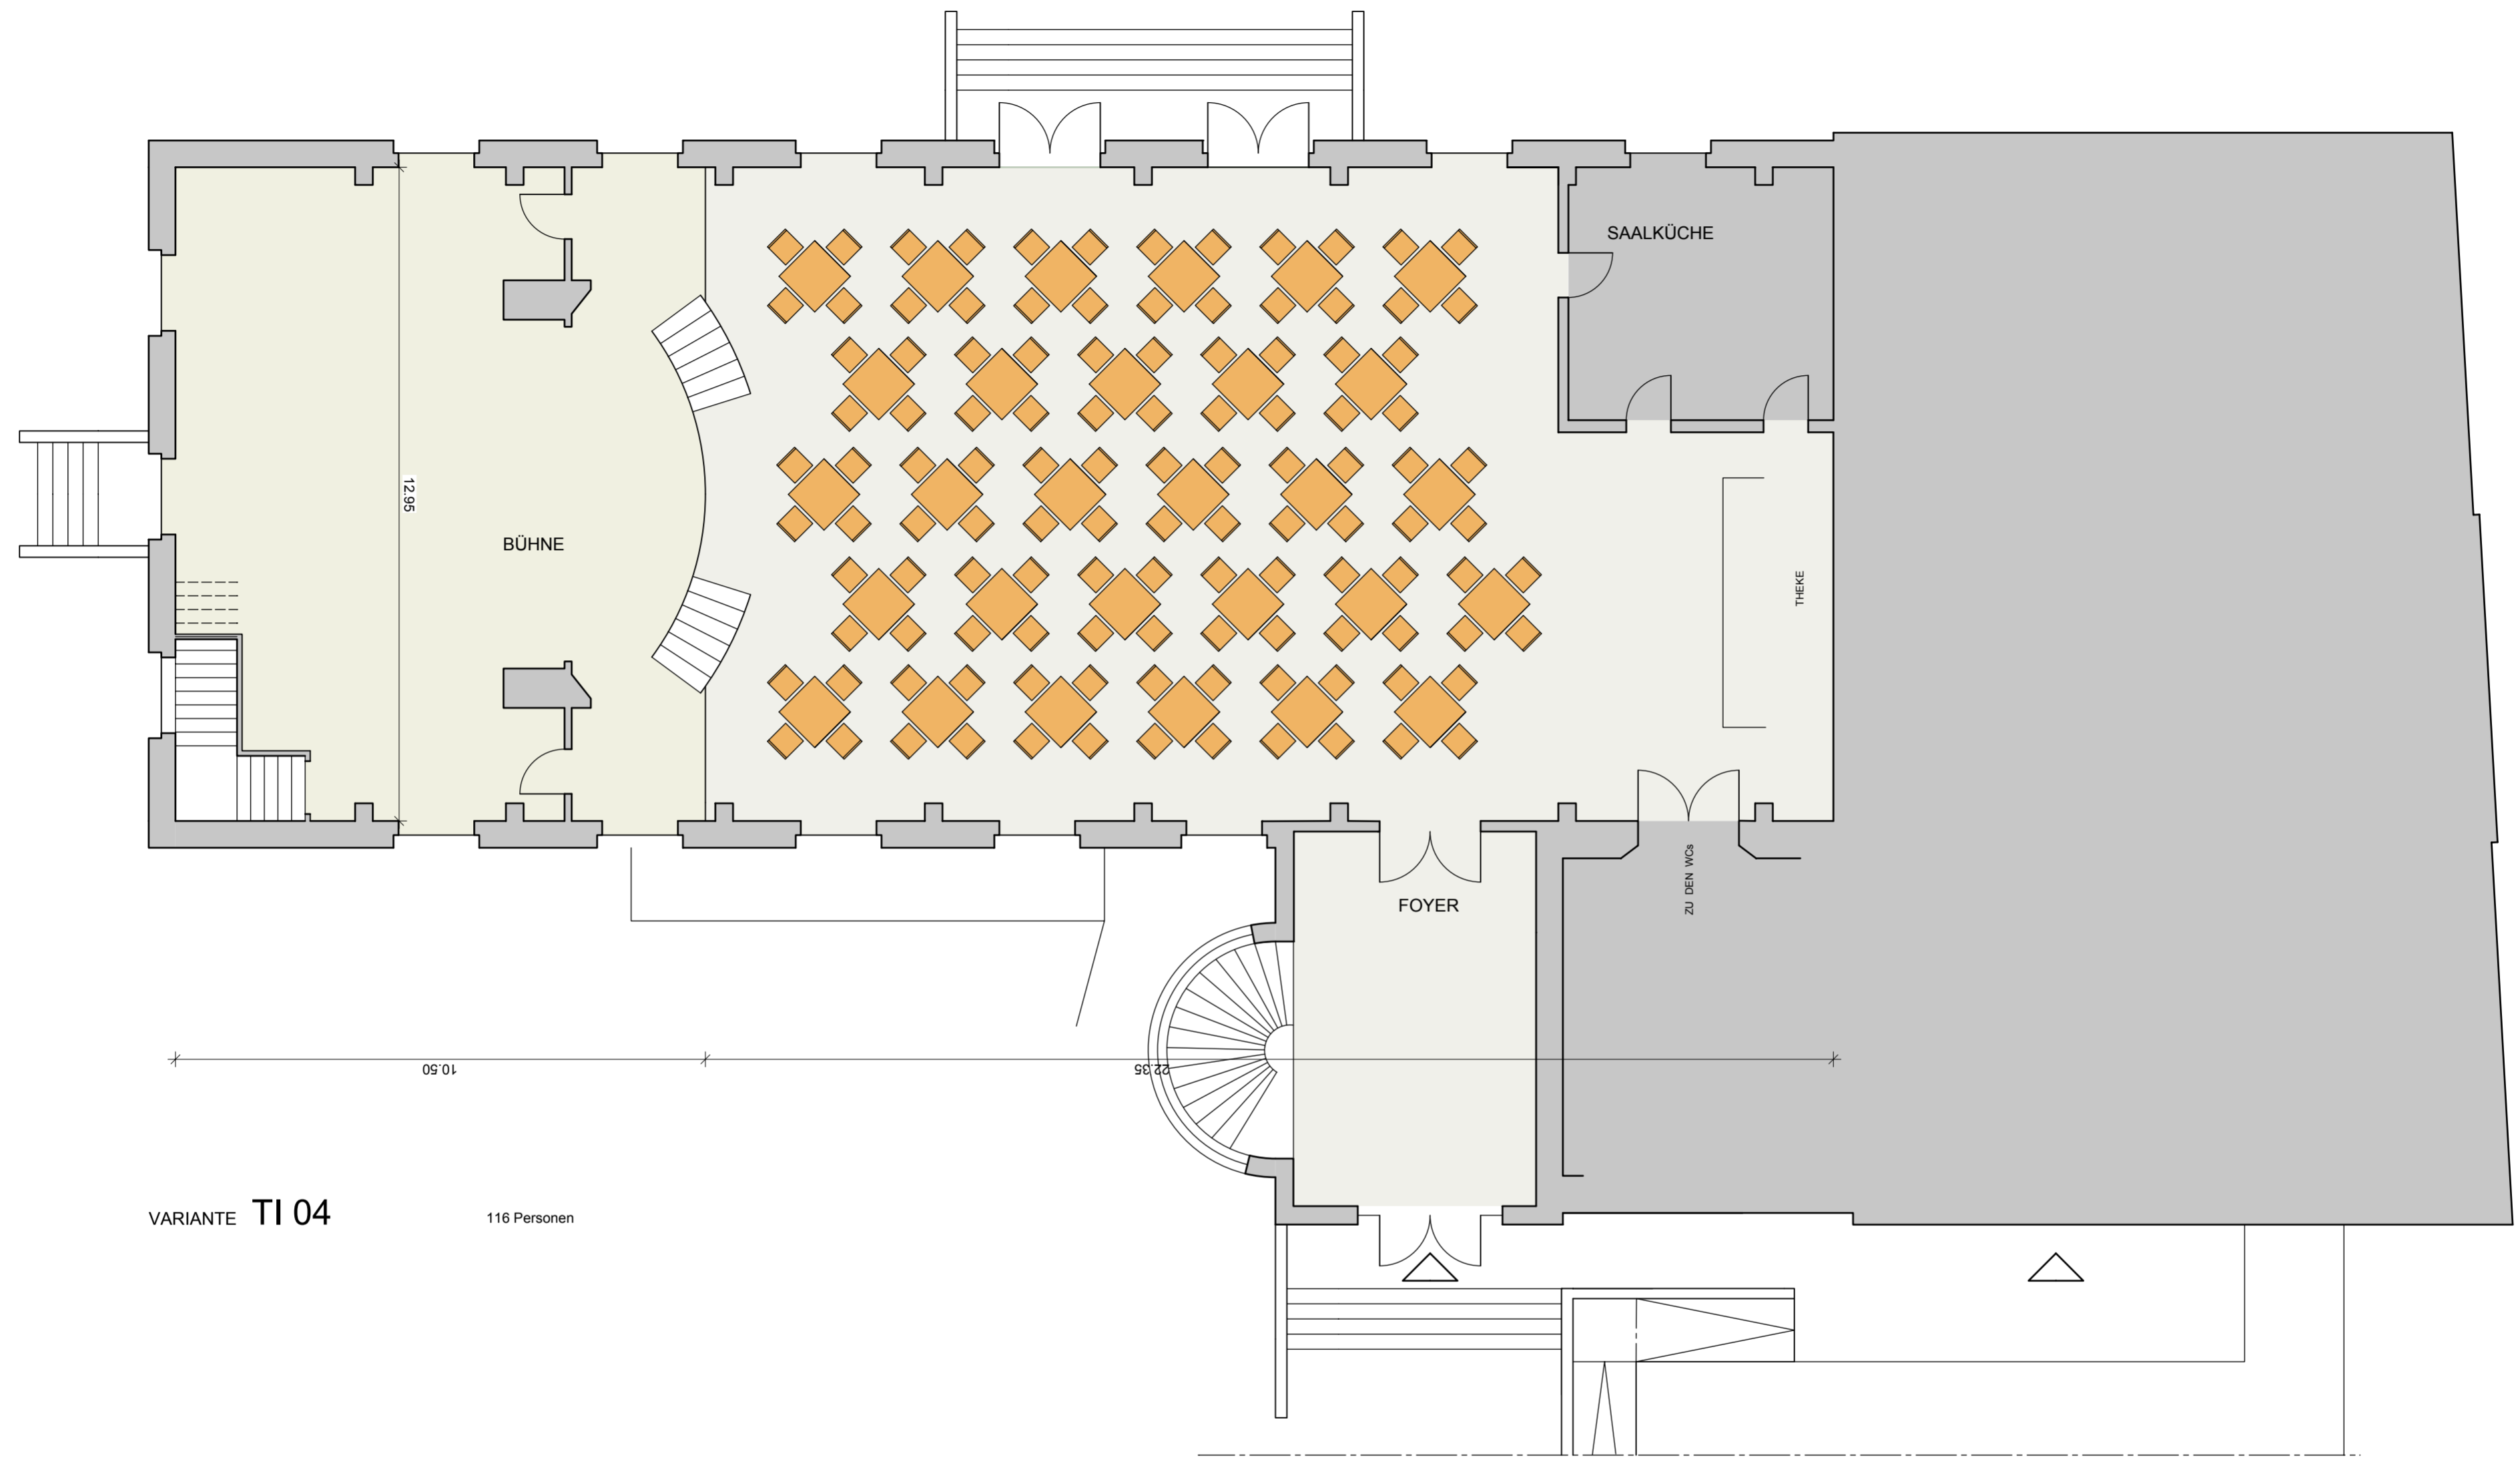 SAALKÜCHE
12.95
BÜHNE
THEKE
ZU DEN WCs
FOYER
10.50
22.35
VARIANTE TI 04
116 Personen